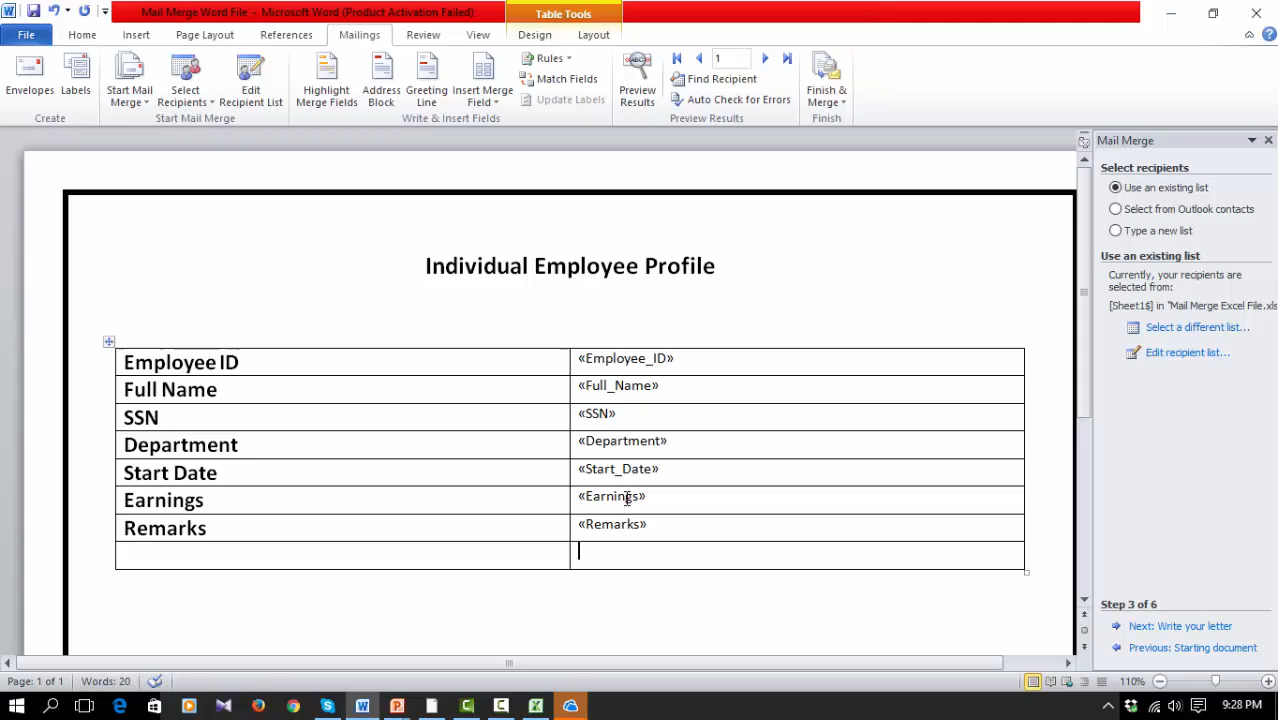 Mail Merge Word File - Microsoft Word (Product Activation Failed)
Table Tools
File Home Insert Page Layout References Mailings Review View Design Layout
Envelopes
Labels
Create
Start Mail Merge
Select Recipients
Edit Recipient List
Start Mail Merge
Highlight Merge Fields
Address Block
Greeting Line
Insert Merge Field
Rules
Match Fields
Update Labels
Write & Insert Fields
ABC
Preview Results
1
Find Recipient
Auto Check for Errors
Preview Results
Finish & Merge
Finish
Individual Employee Profile
Employee ID «Employee_ID»
Full Name «Full_Name»
SSN «SSN»
Department «Department»
Start Date «Start_Date»
Earnings «Earnings»
Remarks «Remarks»
Mail Merge
Select recipients
Use an existing list
Select from Outlook contacts
Type a new list
Use an existing list
Currently, your recipients are
selected from:
[Sheet1$] in "Mail Merge Excel File.xls
Select a different list...
Edit recipient list...
Step 3 of 6
Next: Write your letter
Previous: Starting document
Page: 1 of 1 Words: 20 110%
9:28 PM